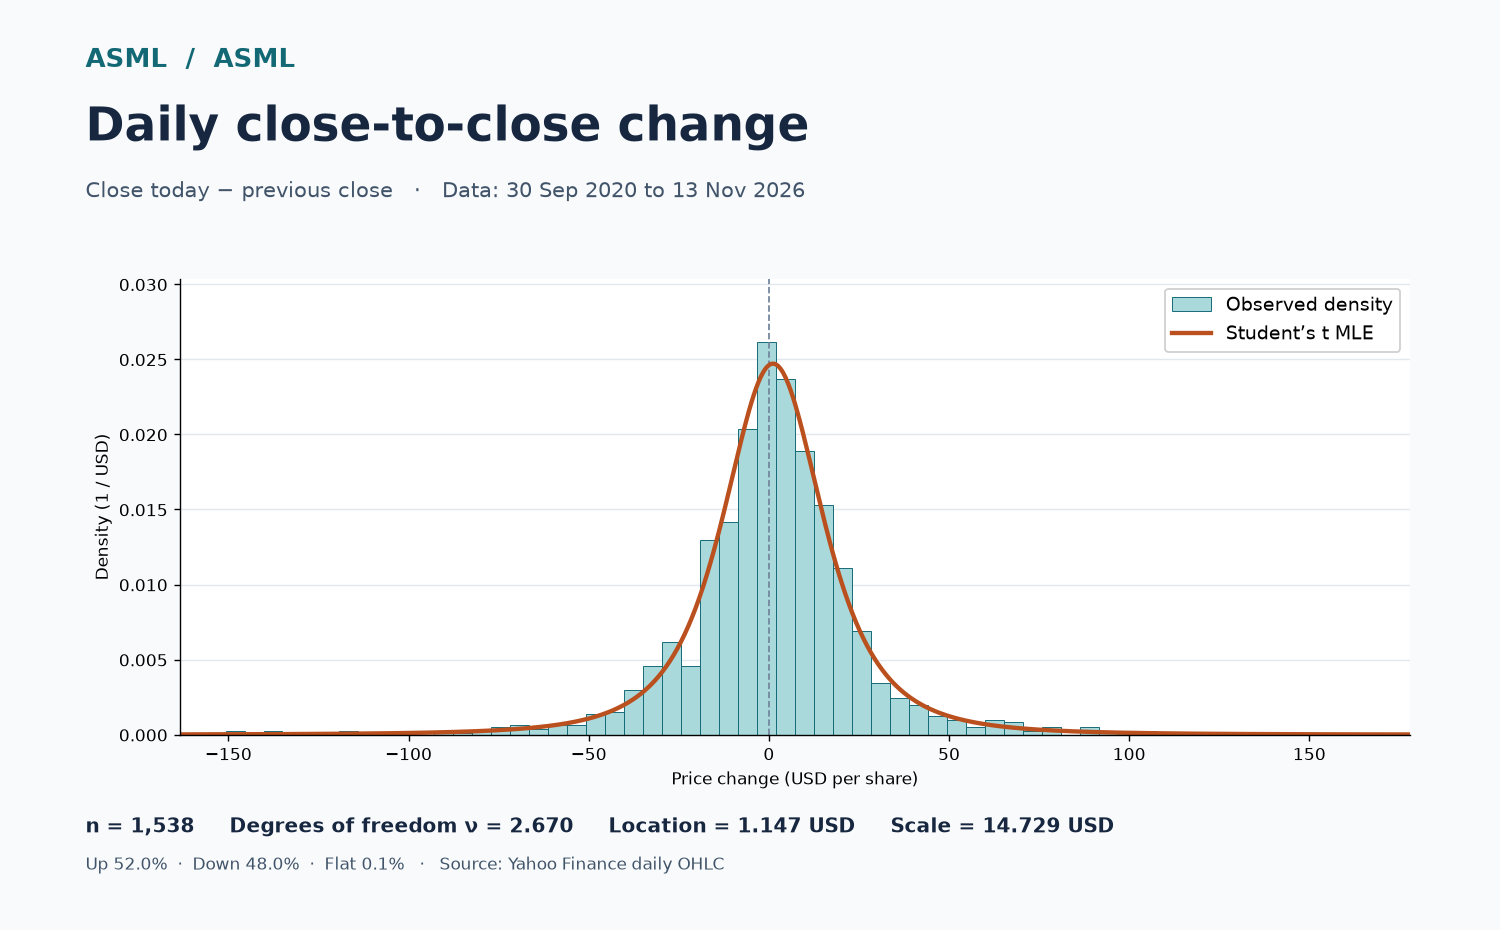 ASML / ASML
Daily close-to-close change
Close today − previous close · Data: 30 Sep 2020 to 13 Nov 2026
Observed density
Student’s t MLE
0.030
0.025
0.020
0.015
0.010
0.005
0.000
Density (1 / USD)
−150 −100 −50 0 50 100 150
Price change (USD per share)
n = 1,538 Degrees of freedom ν = 2.670 Location = 1.147 USD Scale = 14.729 USD
Up 52.0% · Down 48.0% · Flat 0.1% · Source: Yahoo Finance daily OHLC